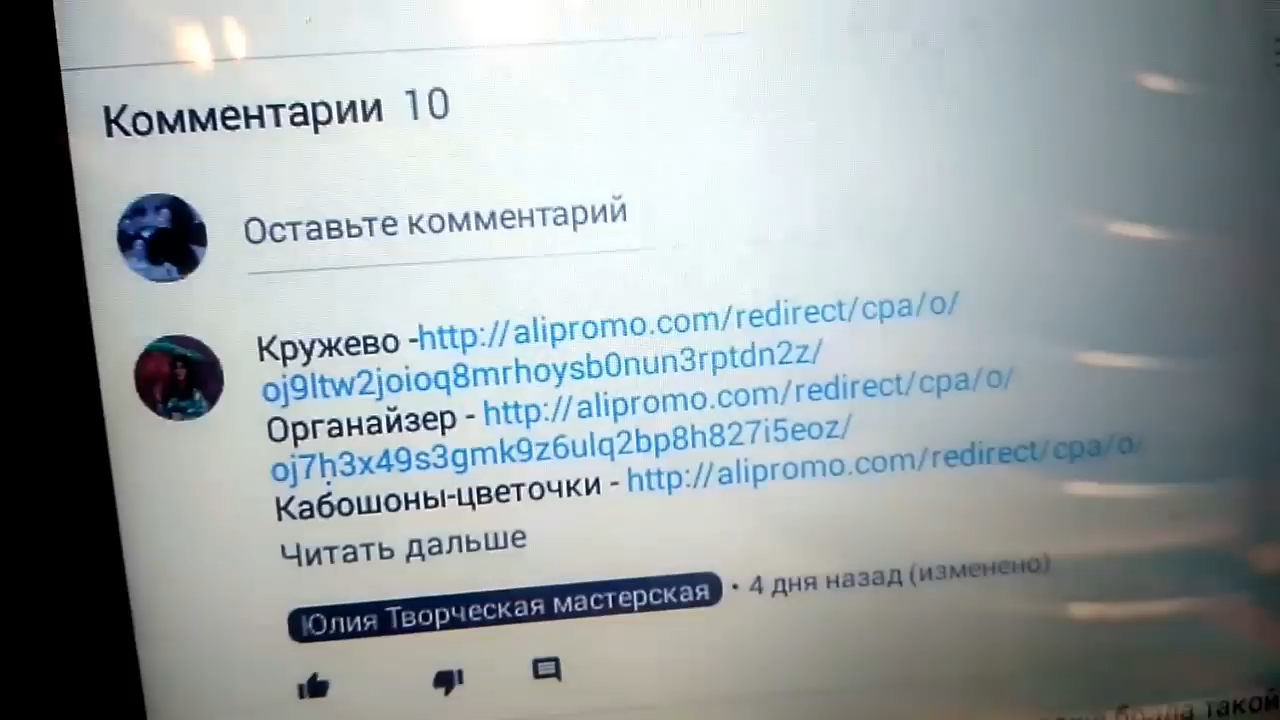 Комментарии 10
Оставьте комментарий
Кружево -http://alipromo.com/redirect/cpa/o/
oj9ltw2joioq8mrhoysb0nun3rptdn2z/
Органайзер - http://alipromo.com/redirect/cpa/o/
oj7h3x49s3gmk9z6ulq2bp8h827i5eoz/
Кабошоны-цветочки - http://alipromo.com/redirect/cpa/o/
Читать дальше
Юлия Творческая мастерская • 4 дня назад (изменено)
такой